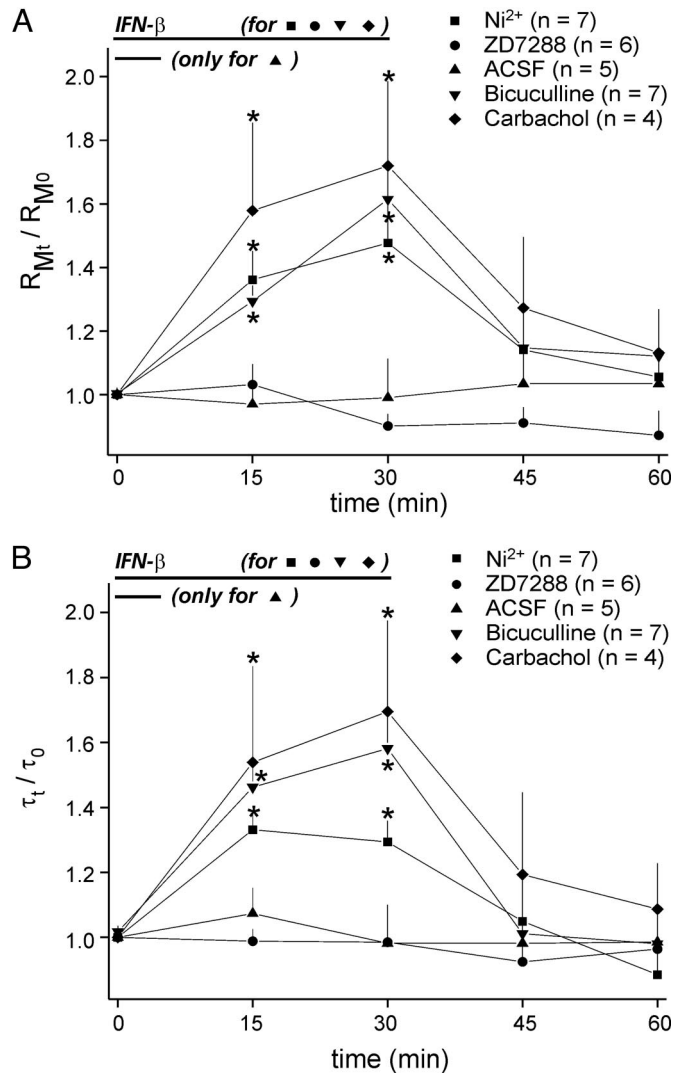 A
IFN-β (for ■ ● ▼ ◆ )
(only for ▲ )
■ Ni²⁺ (n = 7)
● ZD7288 (n = 6)
▲ ACSF (n = 5)
▼ Bicuculline (n = 7)
◆ Carbachol (n = 4)
2.0
1.8
1.6
1.4
1.2
1.0
R_Mt / R_M⁰
* * * * * *
0 15 30 45 60
time (min)
B
IFN-β (for ■ ● ▼ ◆ )
(only for ▲ )
■ Ni²⁺ (n = 7)
● ZD7288 (n = 6)
▲ ACSF (n = 5)
▼ Bicuculline (n = 7)
◆ Carbachol (n = 4)
2.0
1.8
1.6
1.4
1.2
1.0
τt / τ0
* * * * * *
0 15 30 45 60
time (min)